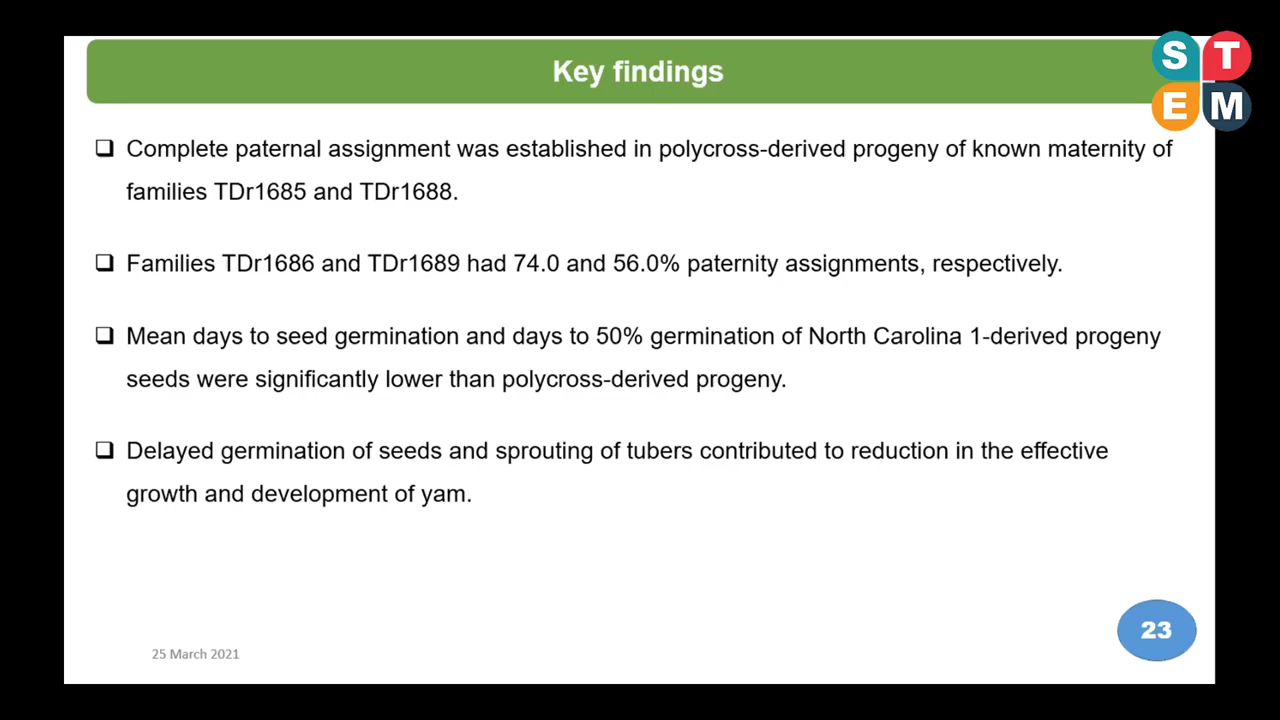 Key findings
S T
E M
❑ Complete paternal assignment was established in polycross-derived progeny of known maternity of
families TDr1685 and TDr1688.
❑ Families TDr1686 and TDr1689 had 74.0 and 56.0% paternity assignments, respectively.
❑ Mean days to seed germination and days to 50% germination of North Carolina 1-derived progeny
seeds were significantly lower than polycross-derived progeny.
❑ Delayed germination of seeds and sprouting of tubers contributed to reduction in the effective
growth and development of yam.
23
25 March 2021